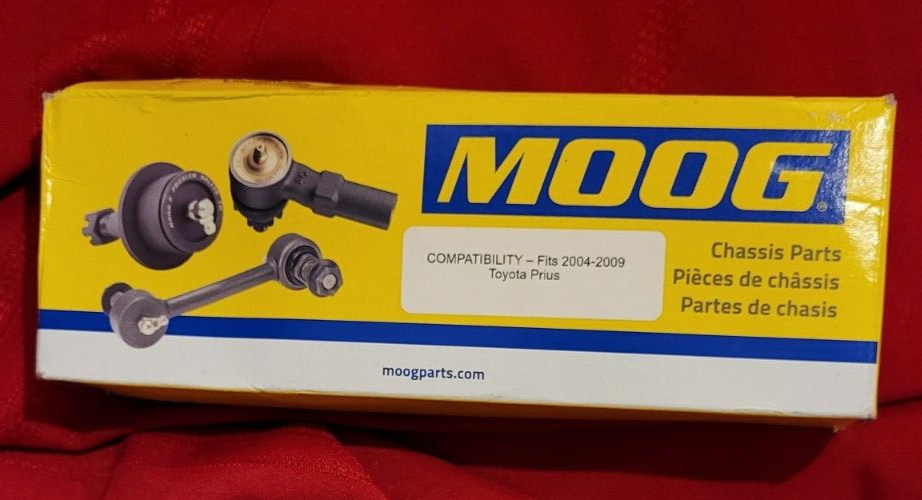 MOOG
COMPATIBILITY – Fits 2004-2009
Toyota Prius
Chassis Parts
Pièces de châssis
Partes de chasis
moogparts.com